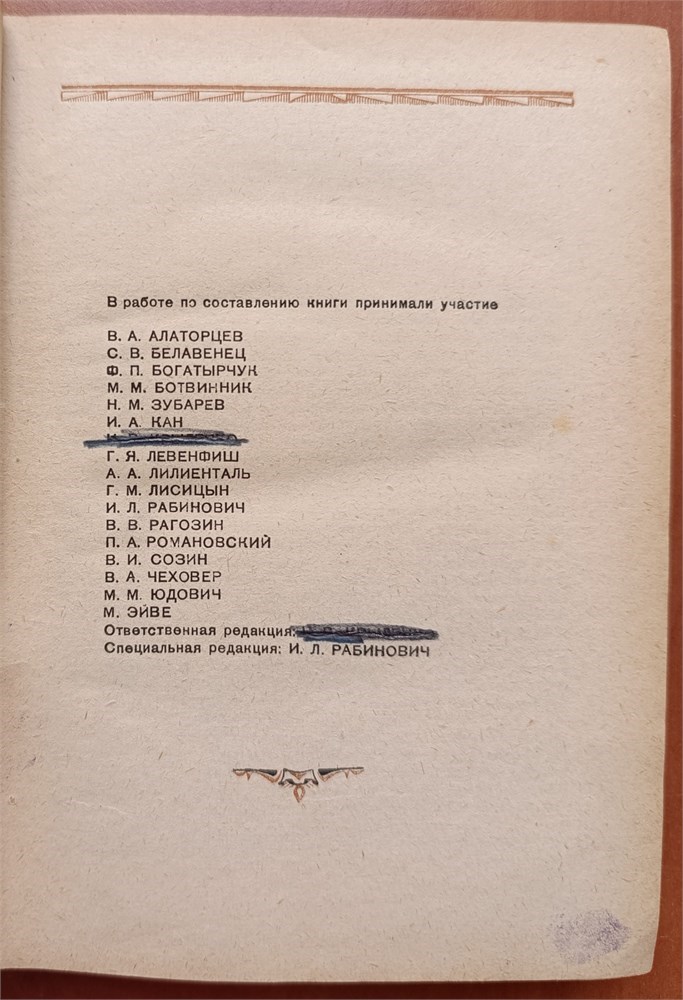 В работе по составлению книги принимали участие
В. А. АЛАТОРЦЕВ
С. В. БЕЛАВЕНЕЦ
Ф. П. БОГАТЫРЧУК
М. М. БОТВИННИК
Н. М. ЗУБАРЕВ
И. А. КАН
Г. Я. ЛЕВЕНФИШ
А. А. ЛИЛИЕНТАЛЬ
Г. М. ЛИСИЦЫН
И. Л. РАБИНОВИЧ
В. В. РАГОЗИН
П. А. РОМАНОВСКИЙ
В. И. СОЗИН
В. А. ЧЕХОВЕР
М. М. ЮДОВИЧ
М. ЭЙВЕ
Ответственная редакция:
Специальная редакция: И. Л. РАБИНОВИЧ